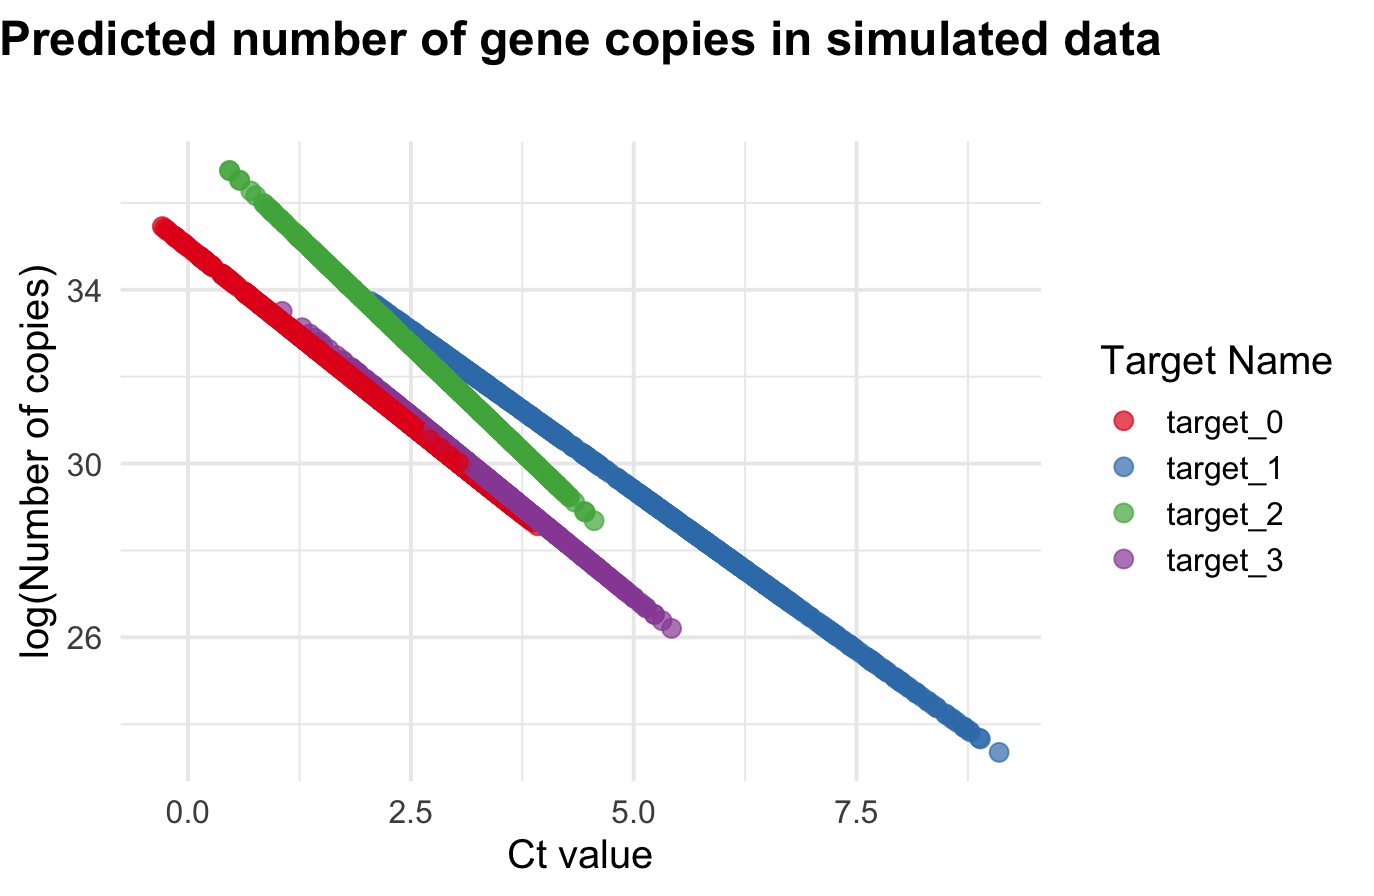 Predicted number of gene copies in simulated data
log(Number of copies)
34
30
26
0.0 2.5 5.0 7.5
Ct value
Target Name
target_0
target_1
target_2
target_3